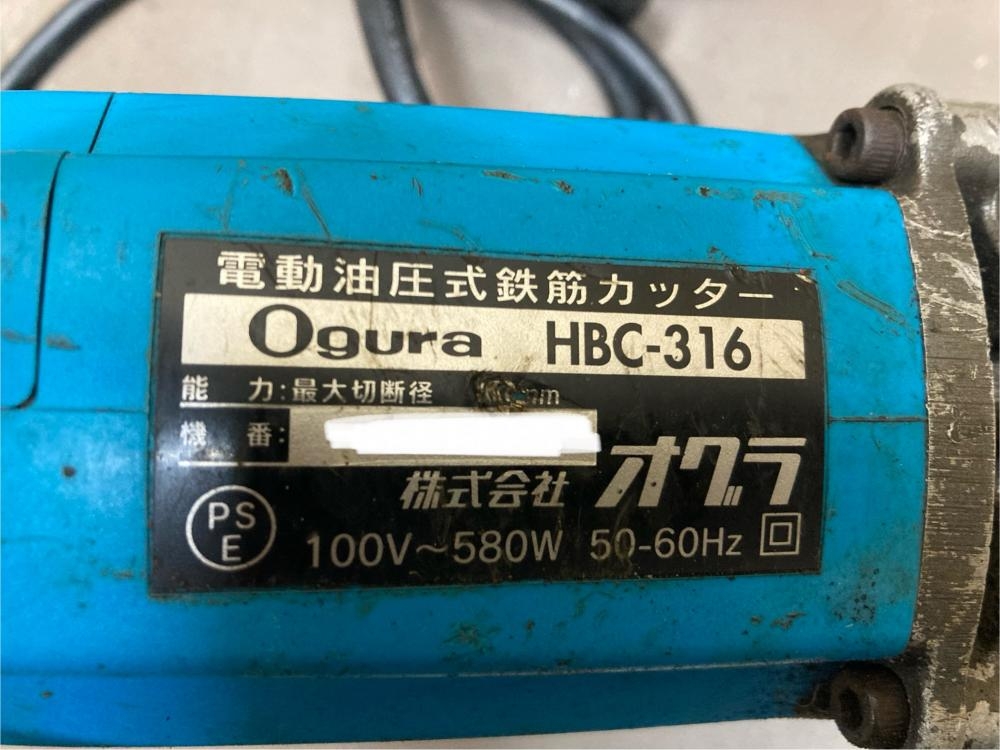 電動油圧式鉄筋カッター
Ogura HBC-316
能 力:最大切断径 mm
機 番:
株式会社 オグラ
PS
E
100V~580W 50-60Hz